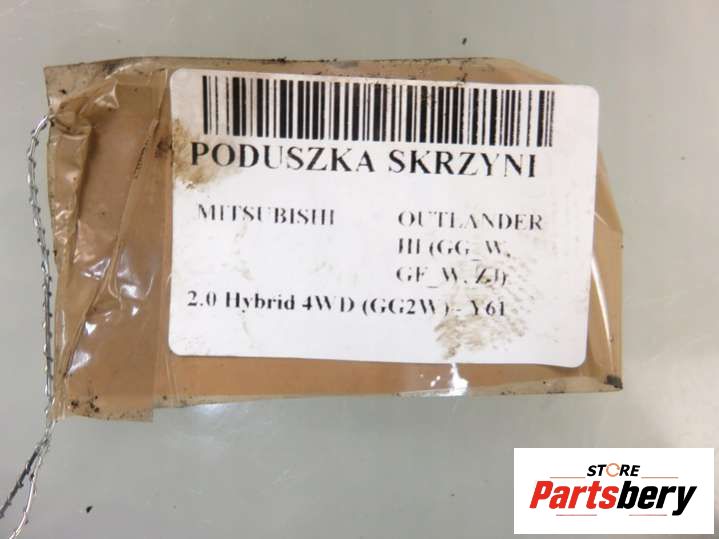 PODUSZKA SKRZYNI
MITSUBISHI OUTLANDER
III (GG_W,
GF_W, ZJ)
2.0 Hybrid 4WD (GG2W) - Y61
STORE
Partsbery